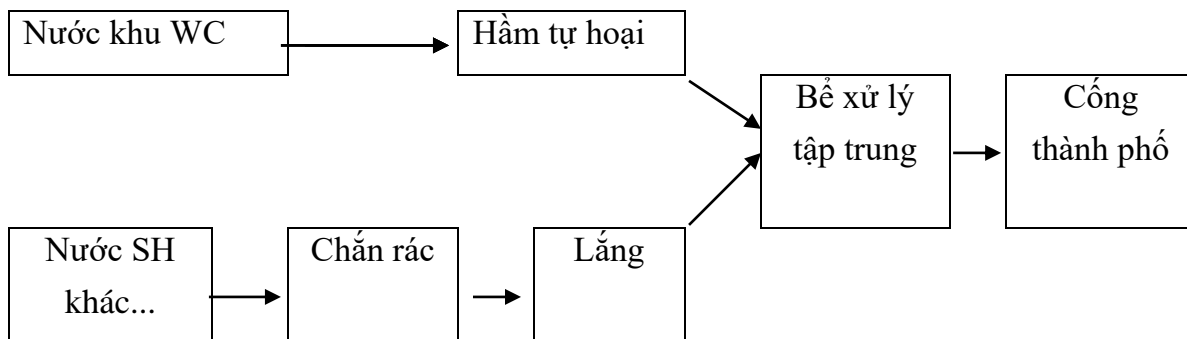 Nước khu WC
Hầm tự hoại
Bể xử lý
tập trung
Cống
thành phố
Nước SH
khác...
Chắn rác
Lắng